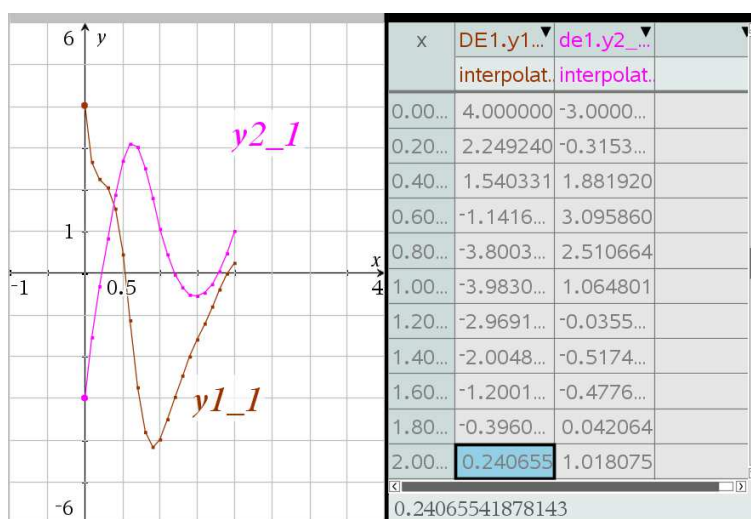 6 y
y2_1
1
x
-1 0.5 4
y1_1
-6
x DE1.y1... de1.y2_...
interpolat.. interpolat..
0.00... 4.000000 -3.0000...
0.20... 2.249240 -0.3153...
0.40... 1.540331 1.881920
0.60... -1.1416... 3.095860
0.80... -3.8003... 2.510664
1.00... -3.9830... 1.064801
1.20... -2.9691... -0.0355...
1.40... -2.0048... -0.5174...
1.60... -1.2001... -0.4776...
1.80... -0.3960... 0.042064
2.00... 0.240655 1.018075
0.24065541878143